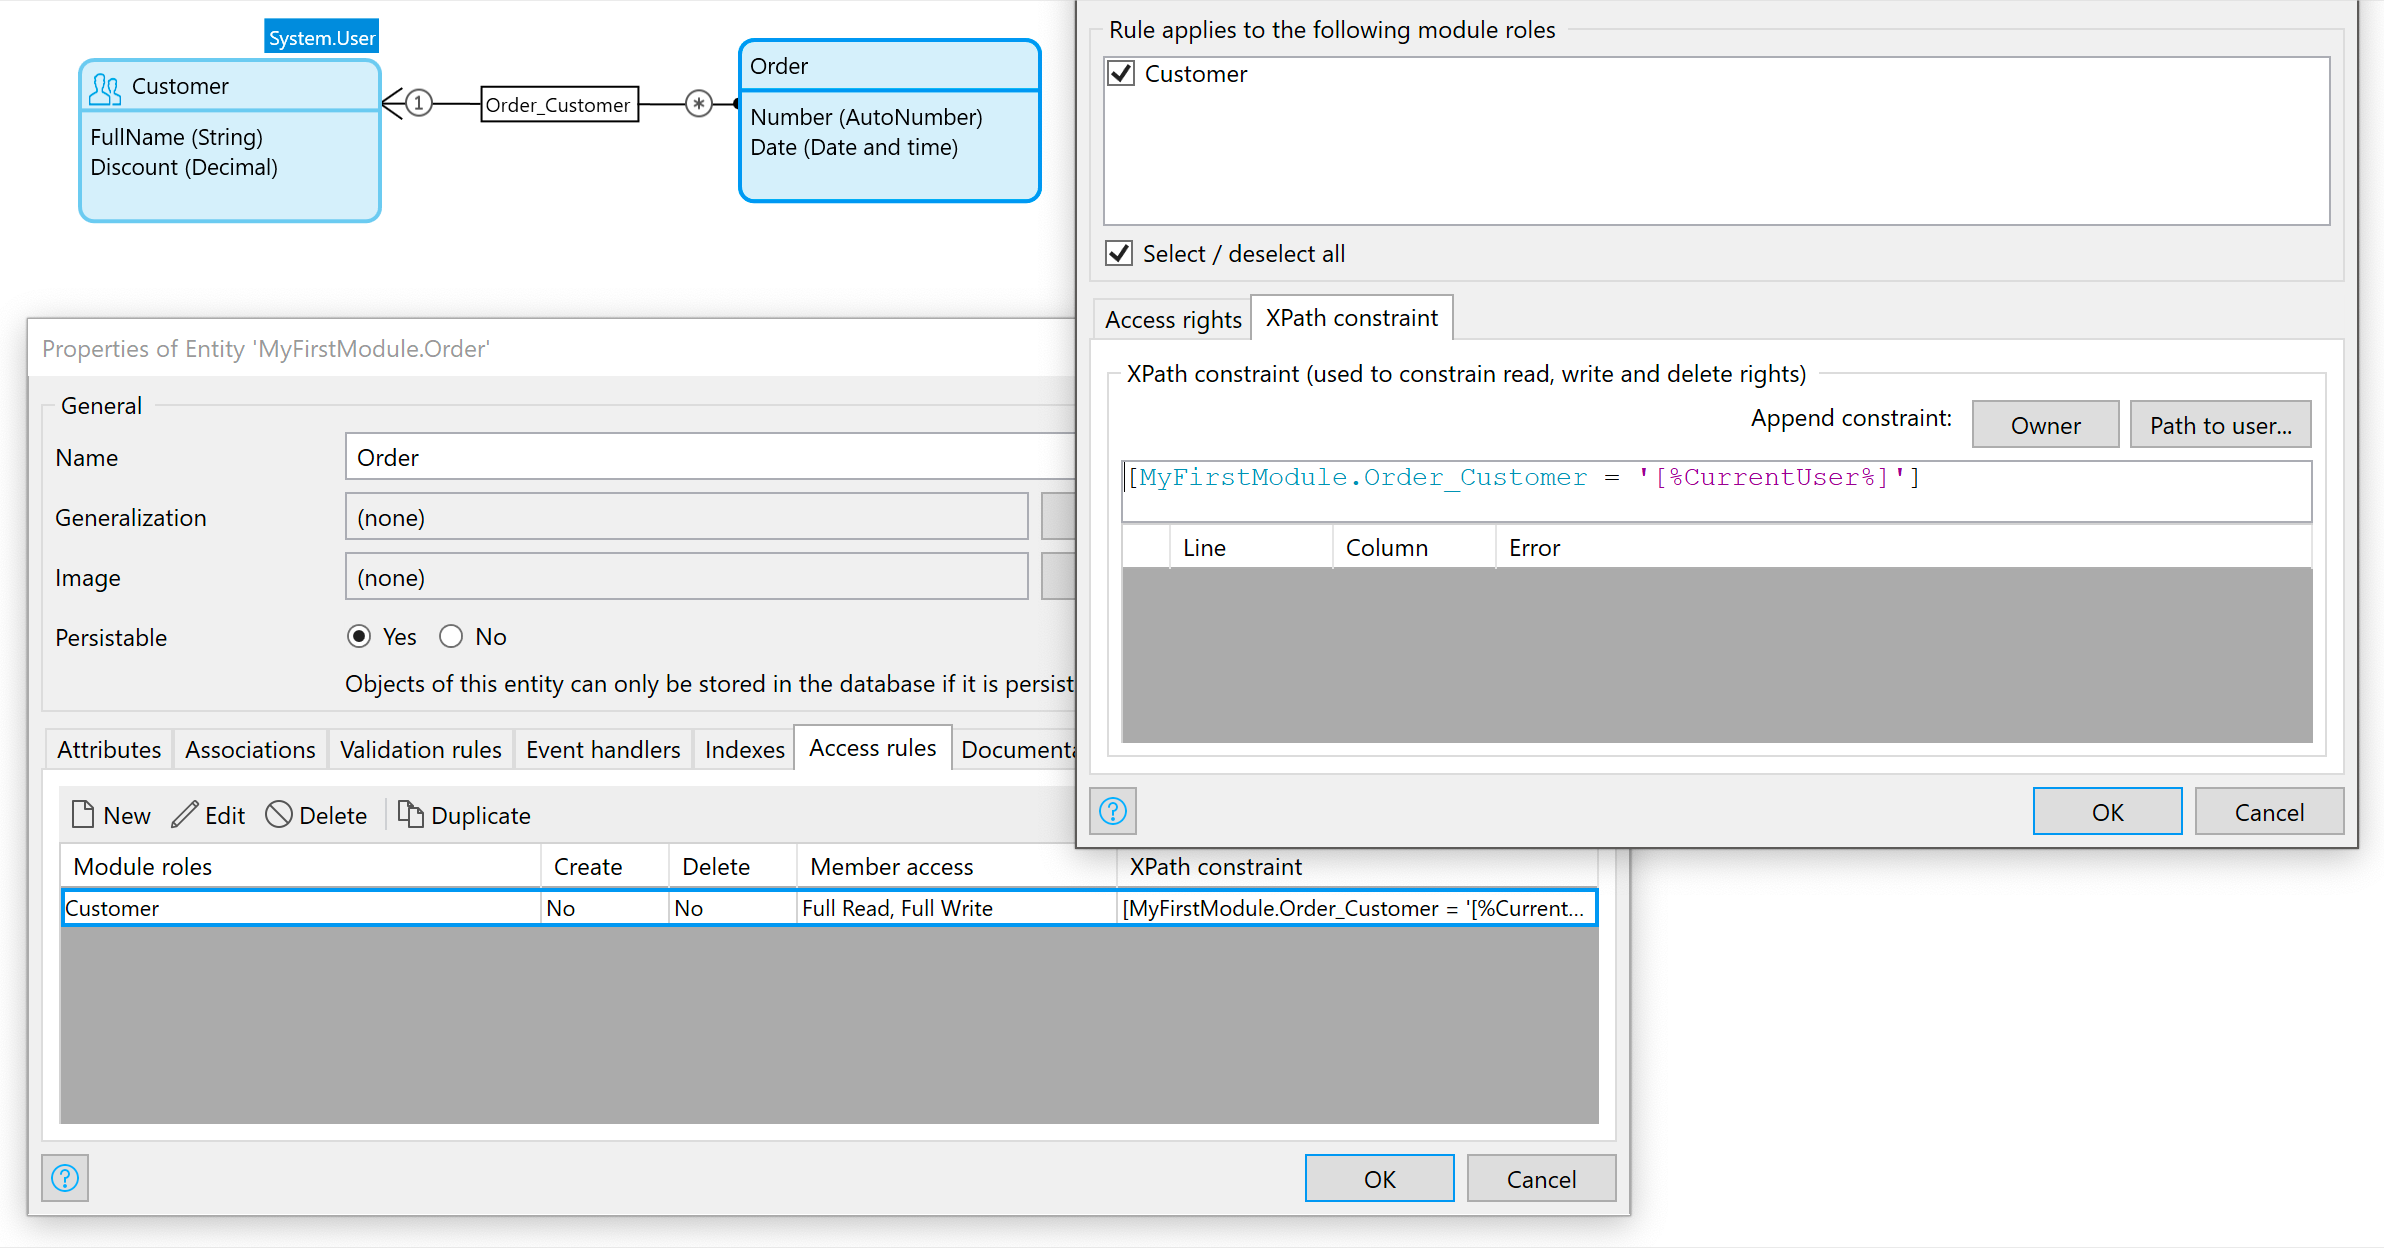 System.User
Customer
FullName (String)
Discount (Decimal)
1
Order_Customer
*
Order
Number (AutoNumber)
Date (Date and time)
Properties of Entity 'MyFirstModule.Order'
General
Name
Order
Generalization
(none)
Image
(none)
Persistable
Yes
No
Objects of this entity can only be stored in the database if it is persist
Attributes
Associations
Validation rules
Event handlers
Indexes
Access rules
Documenta
New
Edit
Delete
Duplicate
Module roles
Create
Delete
Member access
XPath constraint
Customer
No
No
Full Read, Full Write
[MyFirstModule.Order_Customer = '[%Current...
?
OK
Cancel
Rule applies to the following module roles
Customer
Select / deselect all
Access rights
XPath constraint
XPath constraint (used to constrain read, write and delete rights)
Append constraint:
Owner
Path to user...
[MyFirstModule.Order_Customer = '[%CurrentUser%]']
Line
Column
Error
?
OK
Cancel